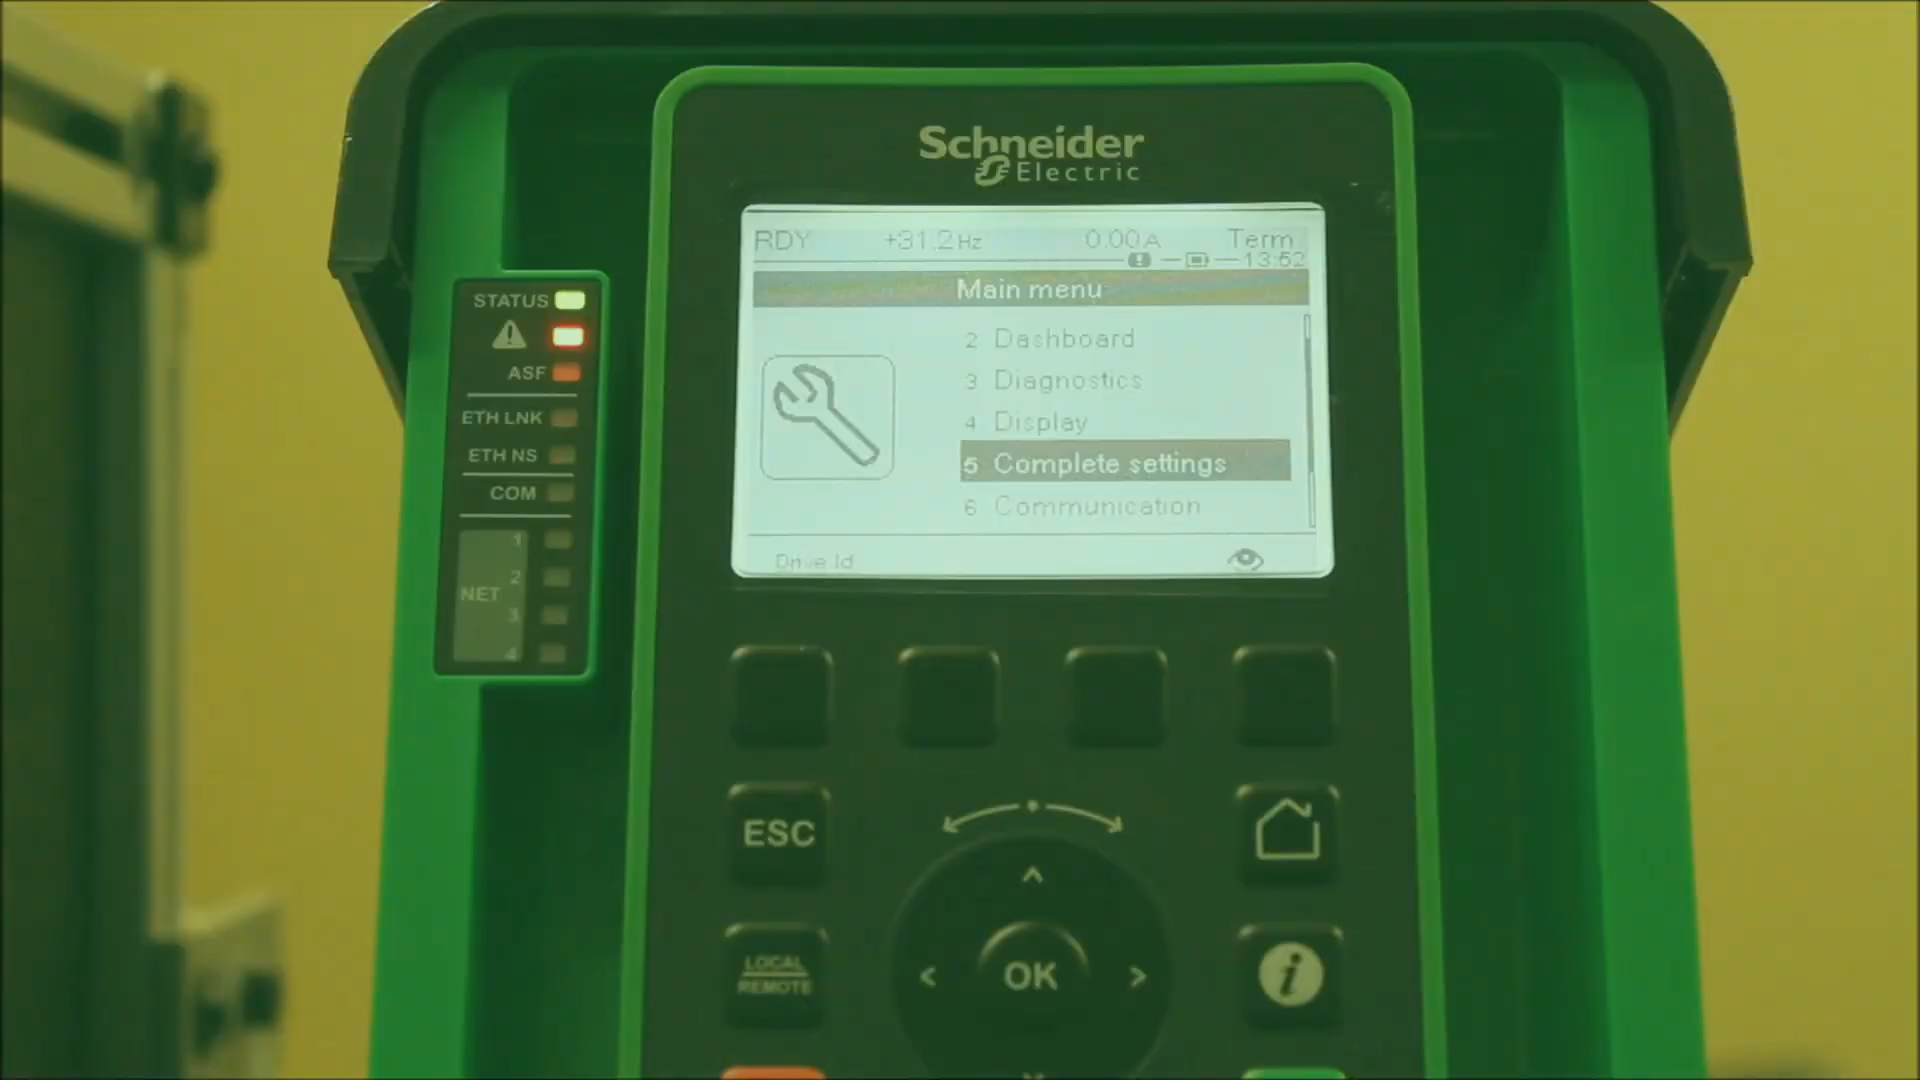 Schneider
Electric
RDY +31.2Hz 0.00A Term
13:52
Main menu
2 Dashboard
3 Diagnostics
4 Display
5 Complete settings
6 Communication
Drive Id
STATUS
ASF
ETH LNK
ETH NS
COM
NET
1
2
3
4
ESC
LOCAL
REMOTE
OK
i